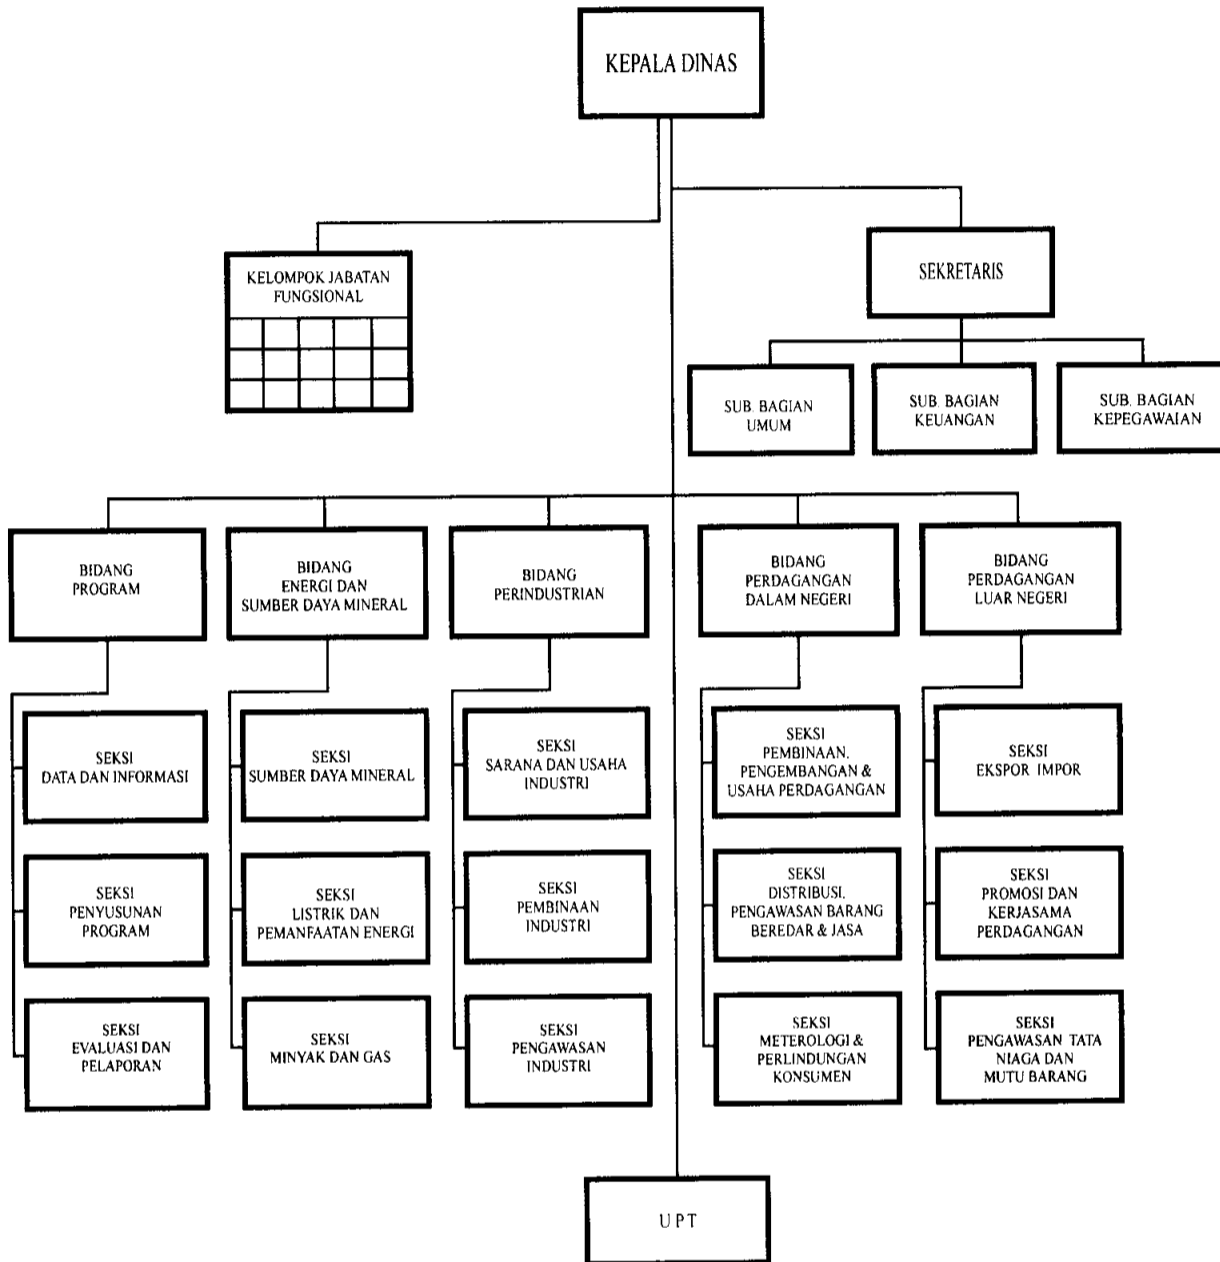 KEPALA DINAS
KELOMPOK JABATAN
FUNGSIONAL
SEKRETARIS
SUB. BAGIAN
UMUM
SUB. BAGIAN
KEUANGAN
SUB. BAGIAN
KEPEGAWAIAN
BIDANG
PROGRAM
BIDANG
ENERGI DAN
SUMBER DAYA MINERAL
BIDANG
PERINDUSTRIAN
BIDANG
PERDAGANGAN
DALAM NEGERI
BIDANG
PERDAGANGAN
LUAR NEGERI
SEKSI
DATA DAN INFORMASI
SEKSI
SUMBER DAYA MINERAL
SEKSI
SARANA DAN USAHA
INDUSTRI
SEKSI
PEMBINAAN,
PENGEMBANGAN &
USAHA PERDAGANGAN
SEKSI
EKSPOR IMPOR
SEKSI
PENYUSUNAN
PROGRAM
SEKSI
LISTRIK DAN
PEMANFAATAN ENERGI
SEKSI
PEMBINAAN
INDUSTRI
SEKSI
DISTRIBUSI,
PENGAWASAN BARANG
BEREDAR & JASA
SEKSI
PROMOSI DAN
KERJASAMA
PERDAGANGAN
SEKSI
EVALUASI DAN
PELAPORAN
SEKSI
MINYAK DAN GAS
SEKSI
PENGAWASAN
INDUSTRI
SEKSI
METEROLOGI &
PERLINDUNGAN
KONSUMEN
SEKSI
PENGAWASAN TATA
NIAGA DAN
MUTU BARANG
UPT